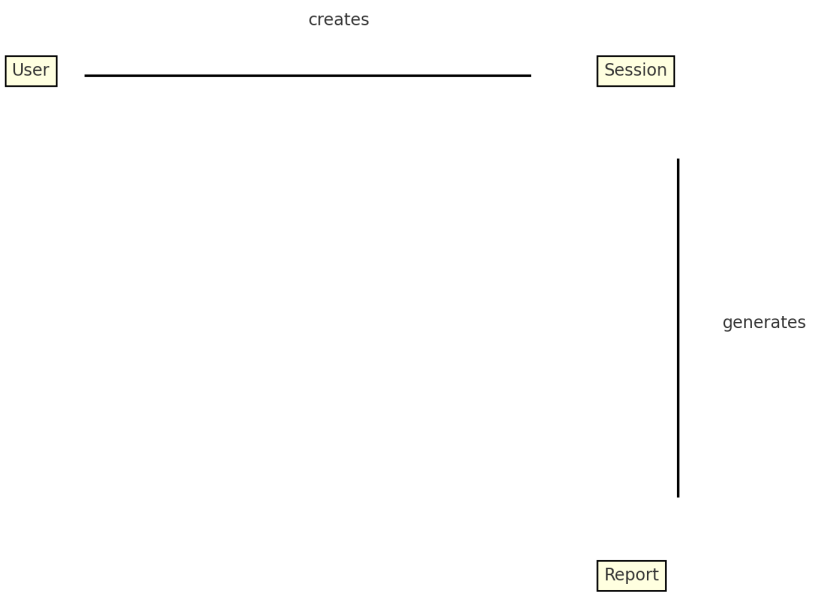 creates
User
Session
generates
Report